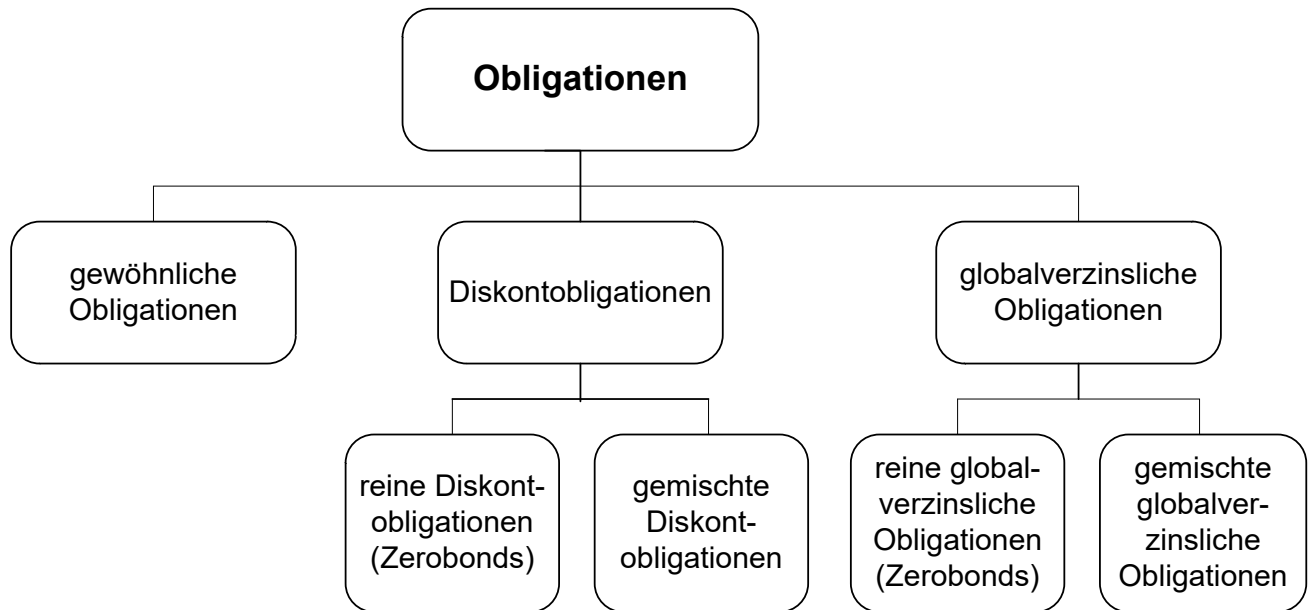 Obligationen
gewöhnliche
Obligationen
Diskontobligationen
globalverzinsliche
Obligationen
reine Diskont-
obligationen
(Zerobonds)
gemischte
Diskont-
obligationen
reine global-
verzinsliche
Obligationen
(Zerobonds)
gemischte
globalver-
zinsliche
Obligationen